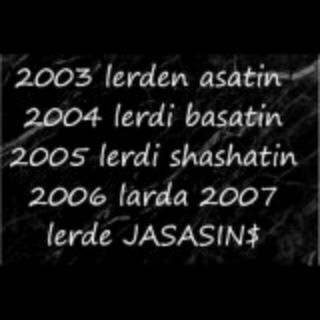 2003 lerden asatin
2004 lerdi basatin
2005 lerdi shashatin
2006 larda 2007
lerde JASASIN$